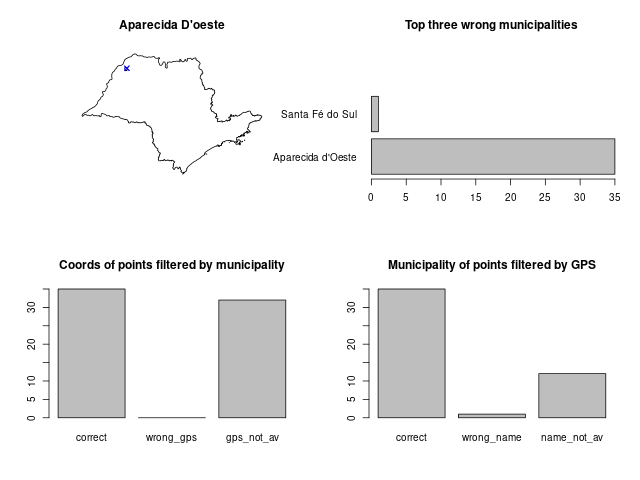 Aparecida D'oeste
Top three wrong municipalities
Santa Fé do Sul
Aparecida d'Oeste
0 5 10 15 20 25 30 35
Coords of points filtered by municipality
0 5 10 20 30
correct wrong_gps gps_not_av
Municipality of points filtered by GPS
0 5 10 20 30
correct wrong_name name_not_av